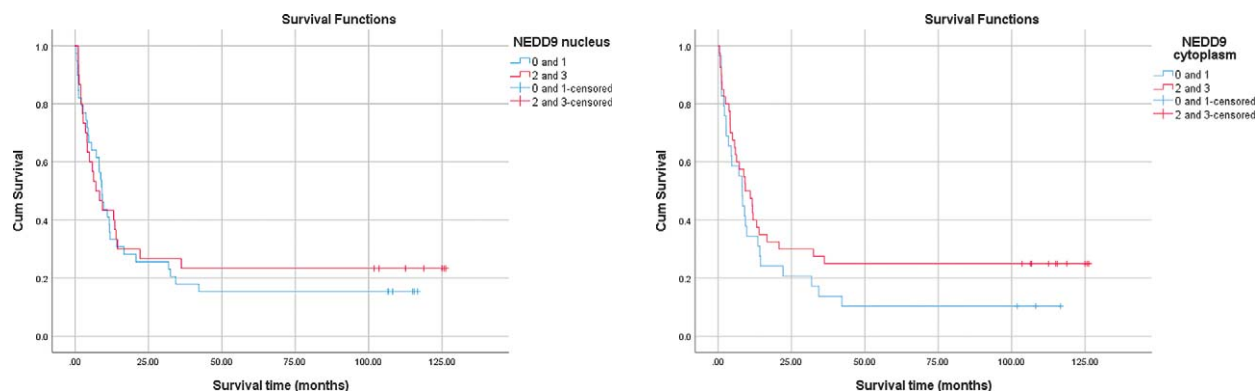 Survival Functions
NEDD9 nucleus
0 and 1
2 and 3
0 and 1-censored
2 and 3-censored
Cum Survival
1.0
0.8
0.6
0.4
0.2
0.0
.00 25.00 50.00 75.00 100.00 125.00
Survival time (months)
Survival Functions
NEDD9
cytoplasm
0 and 1
2 and 3
0 and 1-censored
2 and 3-censored
Cum Survival
1.0
0.8
0.6
0.4
0.2
0.0
.00 25.00 50.00 75.00 100.00 125.00
Survival time (months)